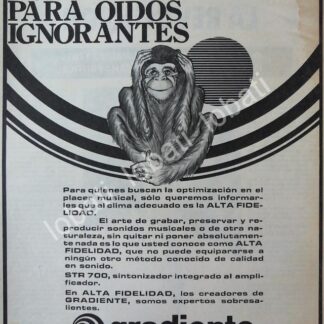 PARA OIDOS
IGNORANTES
Para quienes buscan la optimización en el
placer musical, sólo queremos informar-
les que el clima adecuado es la ALTA FIDE-
LIDAD.
El arte de grabar, preservar y re-
producir sonidos musicales o de otra na-
turaleza, sin quitar ni poner absolutamen-
te nada es lo que usted conoce como ALTA
FIDELIDAD, que no puede equipararse a
ningún otro método conocido de calidad
en sonido.
STR 700, sintonizador integrado al ampli-
ficador.
En ALTA FIDELIDAD, los creadores de
GRADIENTE, somos expertos sobresa-
lientes.
gradiente